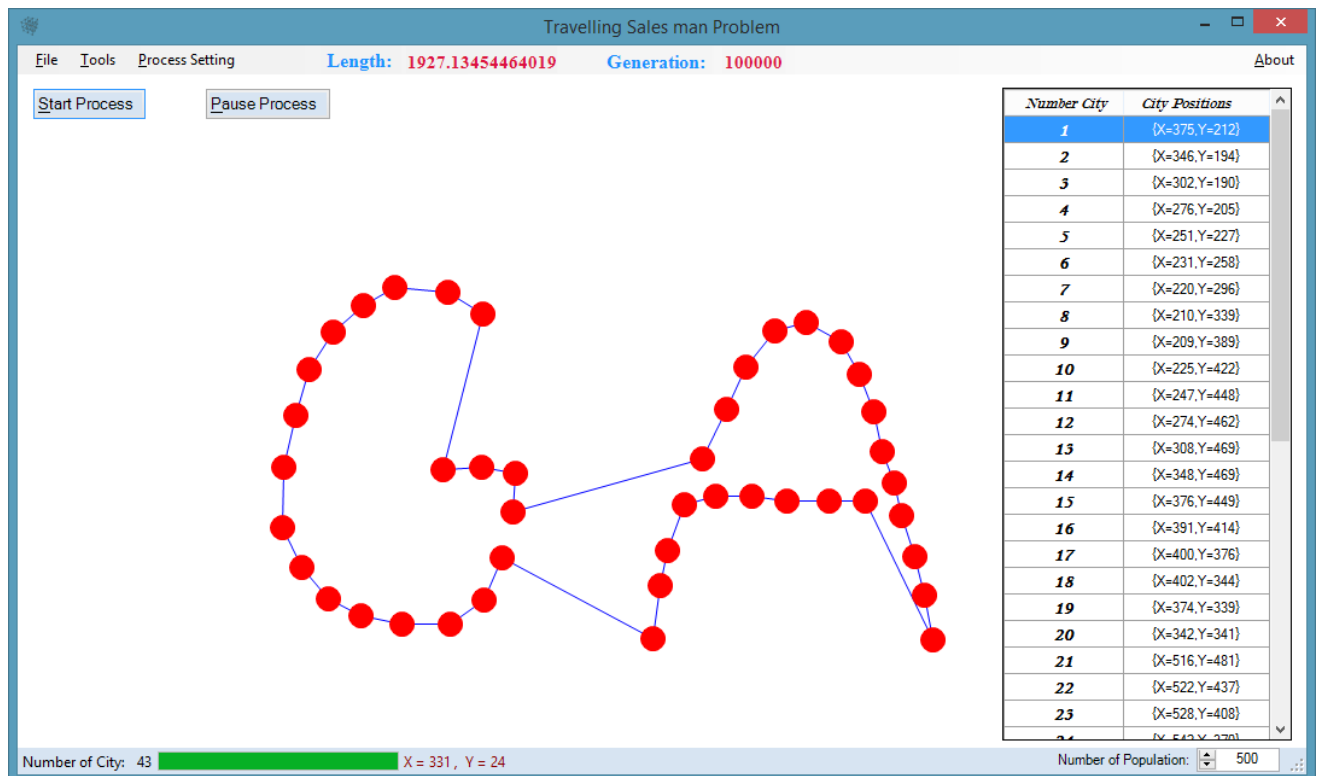 Travelling Sales man Problem
File Tools Process Setting Length: 1927.13454464019 Generation: 100000 About
Start Process Pause Process
Number City City Positions
1 {X=375,Y=212}
2 {X=346,Y=194}
3 {X=302,Y=190}
4 {X=276,Y=205}
5 {X=251,Y=227}
6 {X=231,Y=258}
7 {X=220,Y=296}
8 {X=210,Y=339}
9 {X=209,Y=389}
10 {X=225,Y=422}
11 {X=247,Y=448}
12 {X=274,Y=462}
13 {X=308,Y=469}
14 {X=348,Y=469}
15 {X=376,Y=449}
16 {X=391,Y=414}
17 {X=400,Y=376}
18 {X=402,Y=344}
19 {X=374,Y=339}
20 {X=342,Y=341}
21 {X=516,Y=481}
22 {X=522,Y=437}
23 {X=528,Y=408}
Number of City: 43 X = 331 , Y = 24 Number of Population: 500